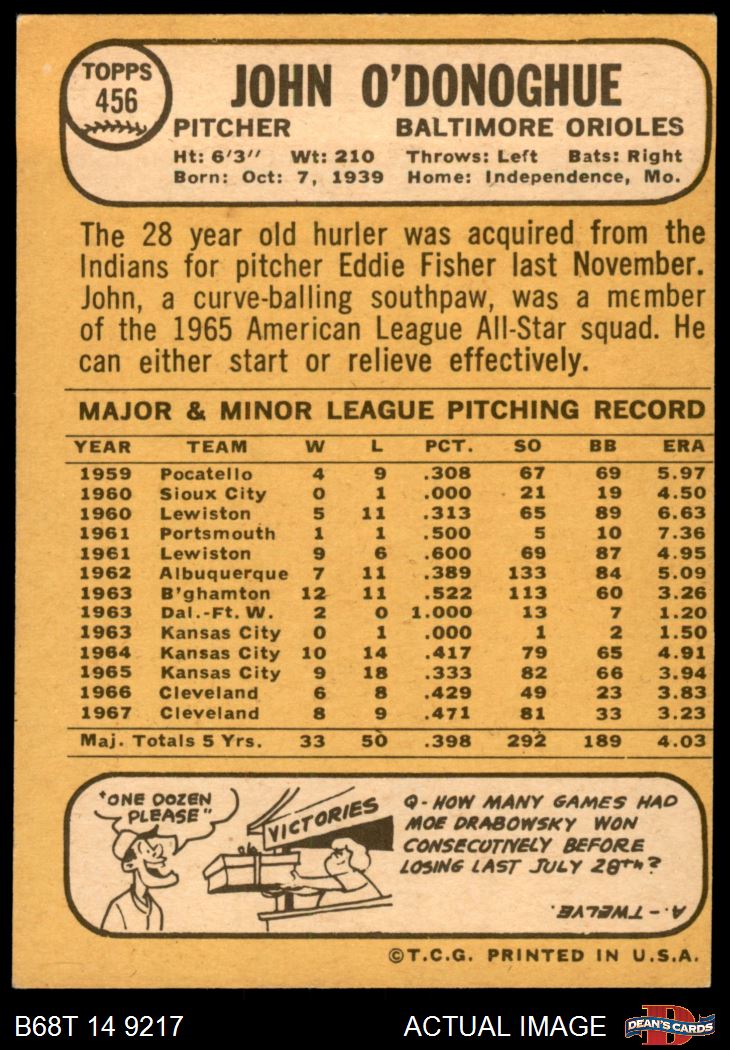 TOPPS
456
JOHN O'DONOGHUE
PITCHER BALTIMORE ORIOLES
Ht: 6'3'' Wt: 210 Throws: Left Bats: Right
Born: Oct: 7, 1939 Home: Independence, Mo.
The 28 year old hurler was acquired from the
Indians for pitcher Eddie Fisher last November.
John, a curve-balling southpaw, was a member
of the 1965 American League All-Star squad. He
can either start or relieve effectively.
MAJOR & MINOR LEAGUE PITCHING RECORD
YEAR TEAM W L PCT. SO BB ERA
1959 Pocatello 4 9 .308 67 69 5.97
1960 Sioux City 0 1 .000 21 19 4.50
1960 Lewiston 5 11 .313 65 89 6.63
1961 Portsmouth 1 1 .500 5 10 7.36
1961 Lewiston 9 6 .600 69 87 4.95
1962 Albuquerque 7 11 .389 133 84 5.09
1963 B'ghamton 12 11 .522 113 60 3.26
1963 Dal.-Ft. W. 2 0 1.000 13 7 1.20
1963 Kansas City 0 1 .000 1 2 1.50
1964 Kansas City 10 14 .417 79 65 4.91
1965 Kansas City 9 18 .333 82 66 3.94
1966 Cleveland 6 8 .429 49 23 3.83
1967 Cleveland 8 9 .471 81 33 3.23
Maj. Totals 5 Yrs. 33 50 .398 292 189 4.03
"ONE DOZEN
PLEASE"
VICTORIES
Q-HOW MANY GAMES HAD
MOE DRABOWSKY WON
CONSECUTIVELY BEFORE
LOSING LAST JULY 28TH?
A.-TWELVE.
©T.C.G. PRINTED IN U.S.A.
B68T 14 9217 ACTUAL IMAGE
D
DEAN'S CARDS